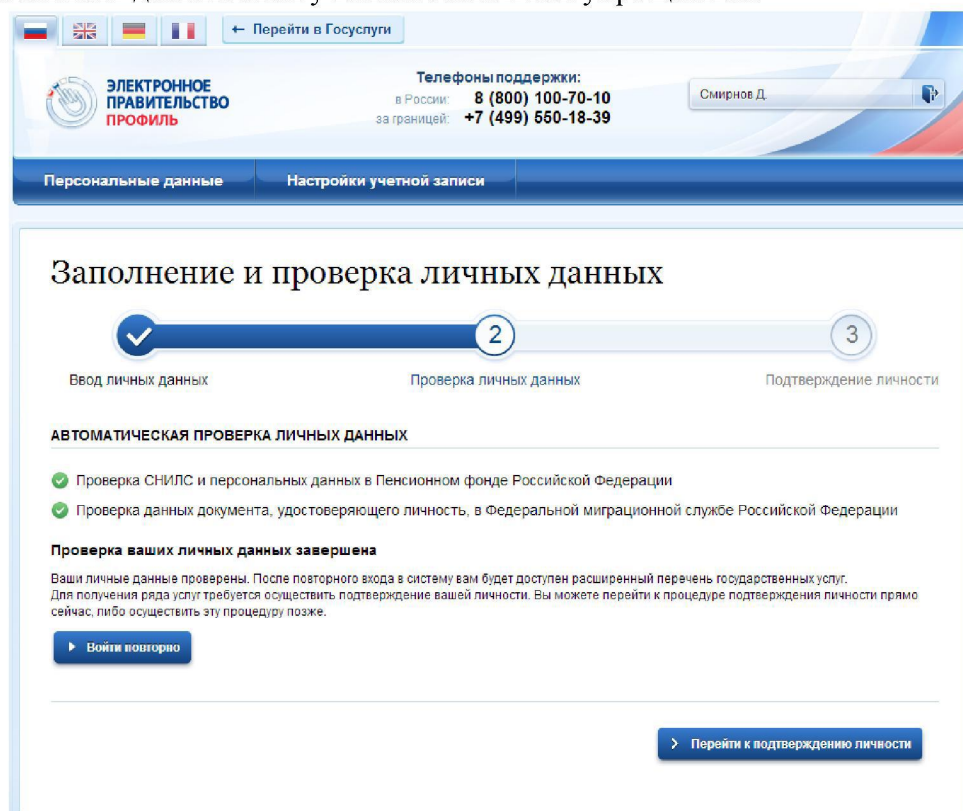 ← Перейти в Госуслуги
ЭЛЕКТРОННОЕ
ПРАВИТЕЛЬСТВО
ПРОФИЛЬ
Телефоны поддержки:
в России: 8 (800) 100-70-10
за границей: +7 (499) 550-18-39
Смирнов Д.
Персональные данные Настройки учетной записи
Заполнение и проверка личных данных
2 3
Ввод личных данных Проверка личных данных Подтверждение личности
АВТОМАТИЧЕСКАЯ ПРОВЕРКА ЛИЧНЫХ ДАННЫХ
Проверка СНИЛС и персональных данных в Пенсионном фонде Российской Федерации
Проверка данных документа, удостоверяющего личность, в Федеральной миграционной службе Российской Федерации
Проверка ваших личных данных завершена
Ваши личные данные проверены. После повторного входа в систему вам будет доступен расширенный перечень государственных услуг.
Для получения ряда услуг требуется осуществить подтверждение вашей личности. Вы можете перейти к процедуре подтверждения личности прямо
сейчас, либо осуществить эту процедуру позже.
Войти повторно
Перейти к подтверждению личности